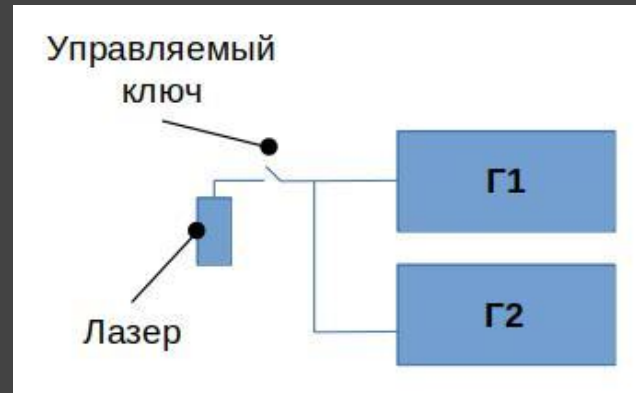 Управляемый
ключ
Г1
Г2
Лазер